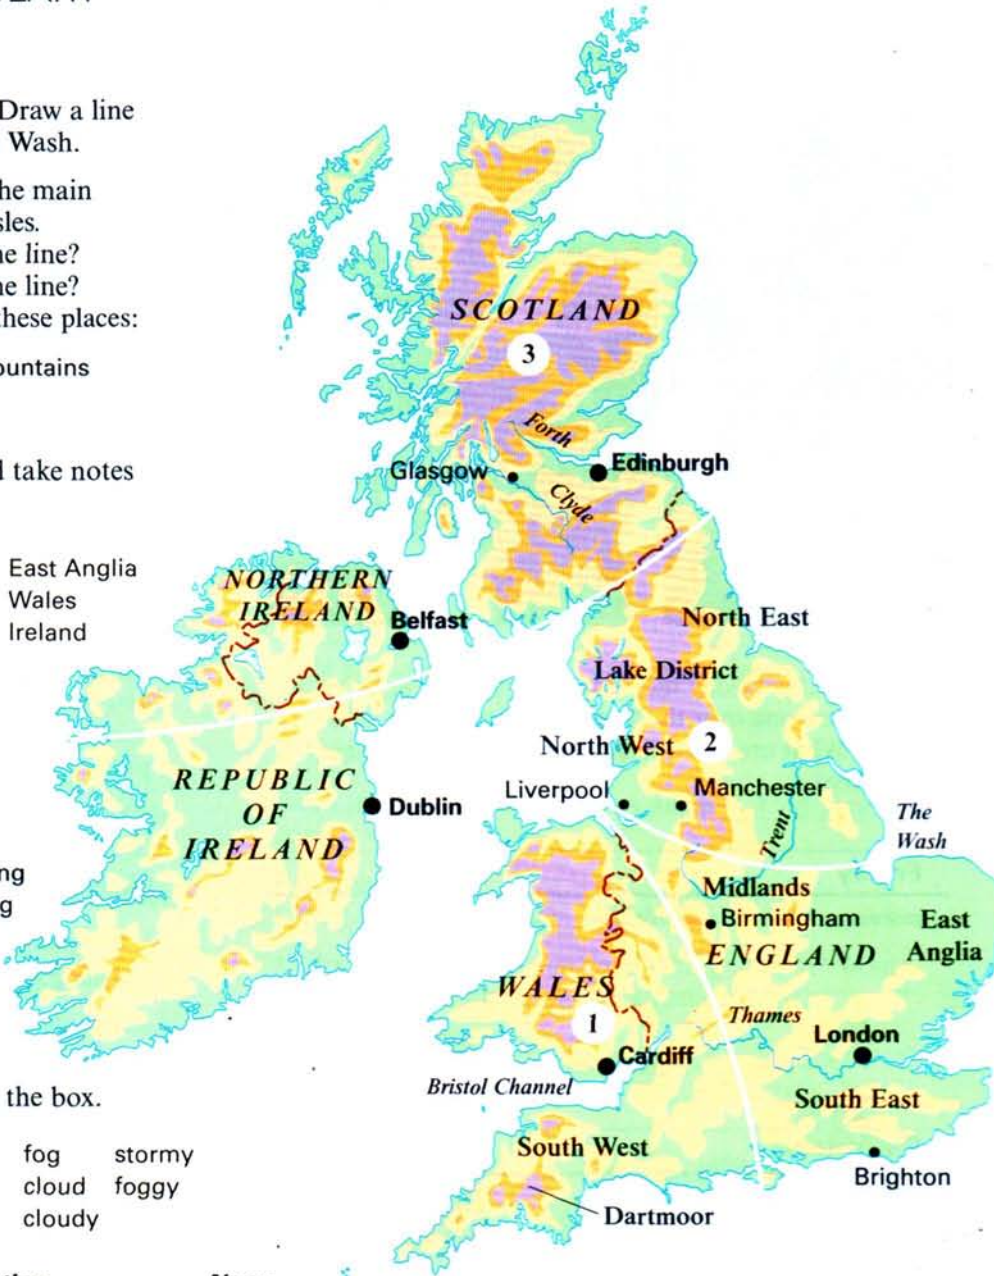 Draw a line
Wash.
he main
sles.
ne line?
ne line?
these places:
ountains
d take notes
East Anglia
Wales
Ireland
ng
g
the box.
fog stormy
cloud foggy
cloudy
SCOTLAND
3
Forth
Glasgow
Edinburgh
Clyde
NORTHERN
IRELAND
Belfast
North East
Lake District
North West
2
REPUBLIC
OF
IRELAND
Dublin
Liverpool
Manchester
Trent
The
Wash
Midlands
Birmingham
ENGLAND
East
Anglia
WALES
1
Thames
London
Cardiff
Bristol Channel
South East
South West
Brighton
Dartmoor